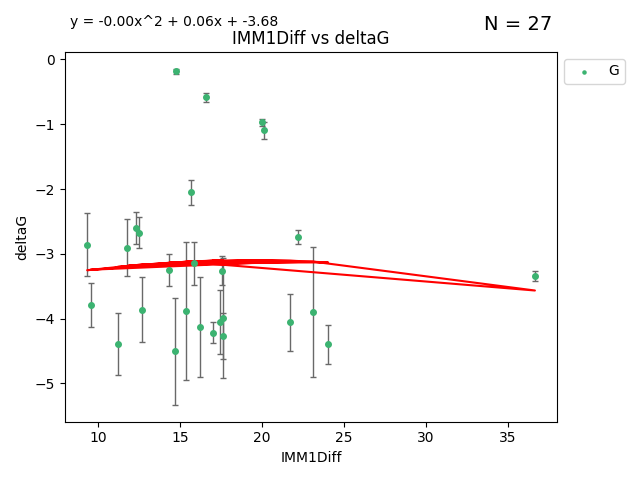 y = -0.00x^2 + 0.06x + -3.68
N = 27
IMM1Diff vs deltaG
G
deltaG
0
−1
−2
−3
−4
−5
10 15 20 25 30 35
IMM1Diff